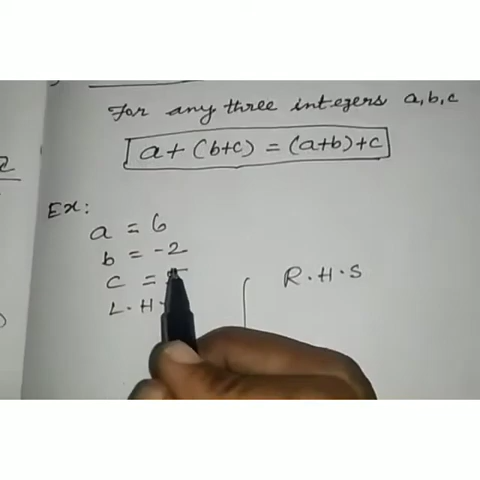 For any three integers a,b,c
a + (b+c) = (a+b)+c
Ex:
a = 6
b = -2
c =
L.H.
R.H.S